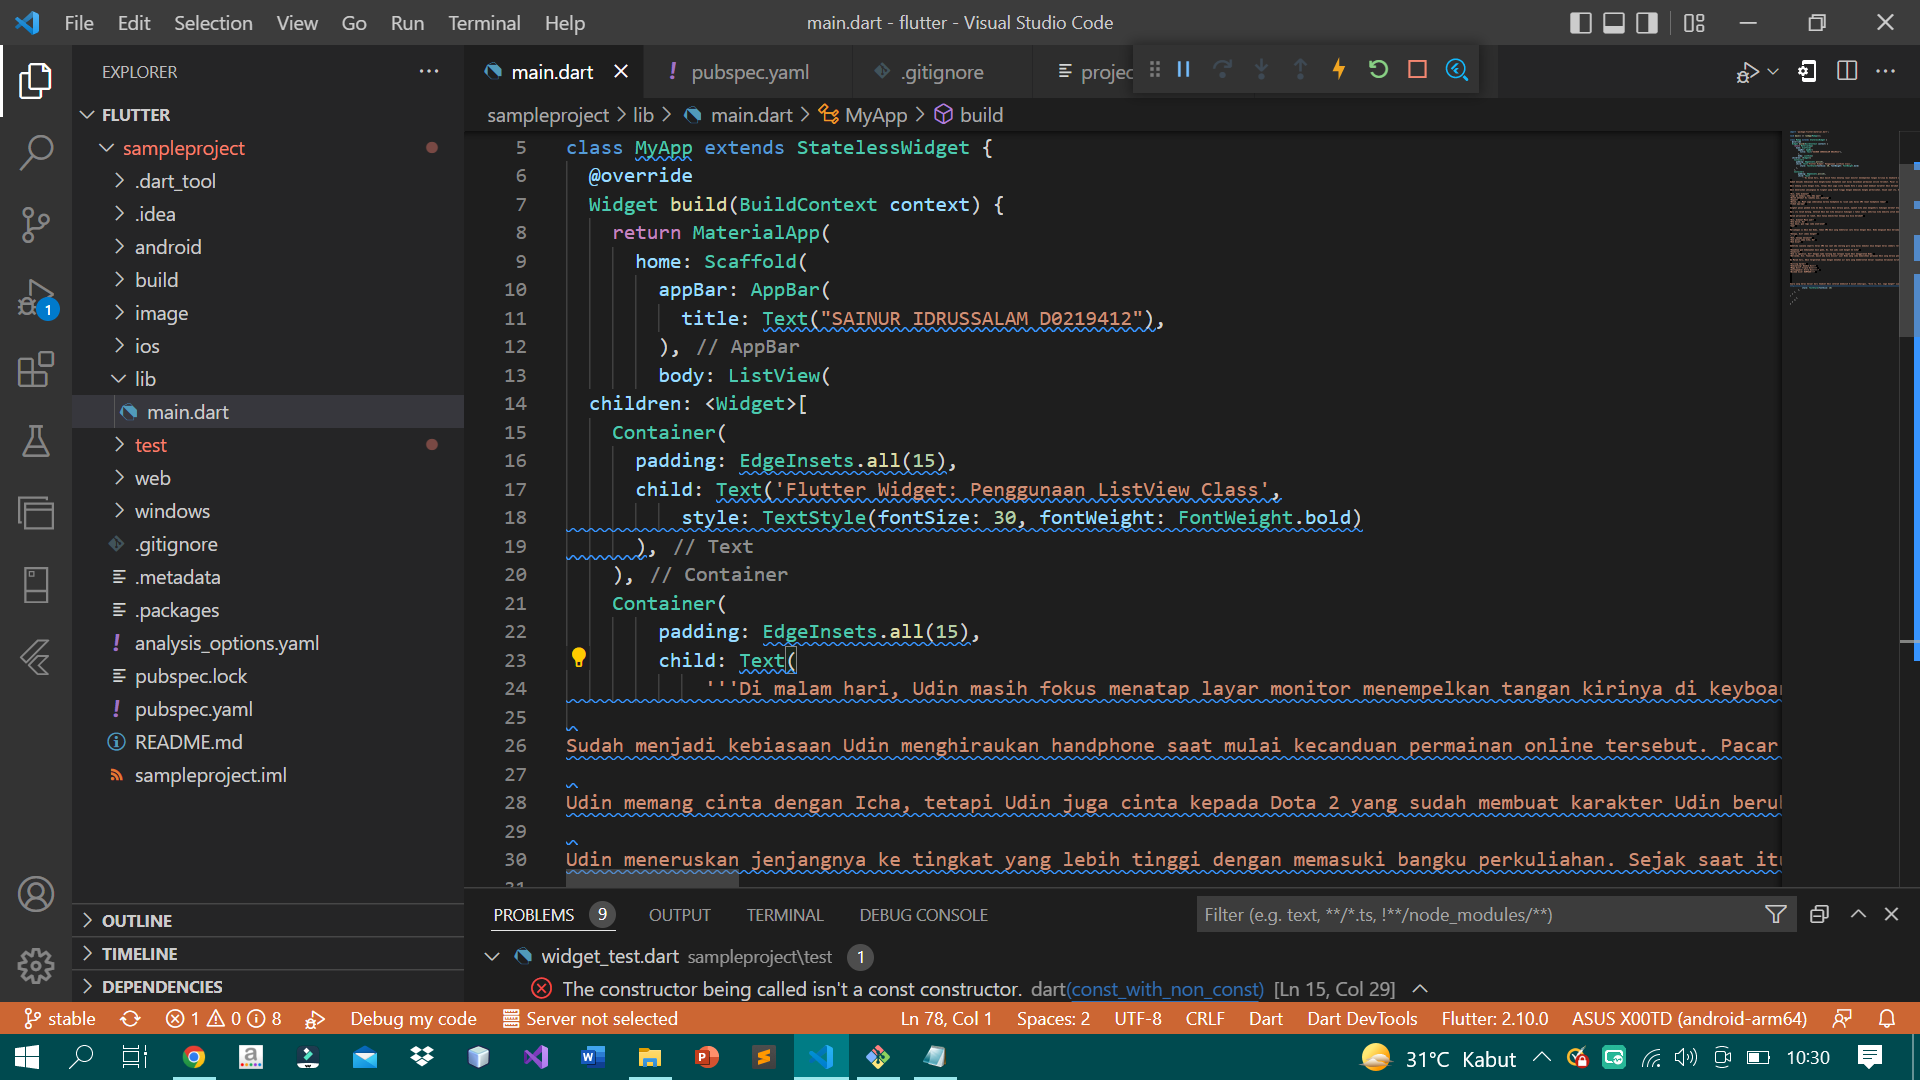 File Edit Selection View Go Run Terminal Help
main.dart - flutter - Visual Studio Code
EXPLORER
main.dart
pubspec.yaml
.gitignore
projec
FLUTTER
sampleproject > lib > main.dart > MyApp > build
sampleproject
.dart_tool
.idea
android
build
image
ios
lib
main.dart
test
web
windows
.gitignore
.metadata
.packages
analysis_options.yaml
pubspec.lock
pubspec.yaml
README.md
sampleproject.iml
OUTLINE
TIMELINE
DEPENDENCIES
1
5 class MyApp extends StatelessWidget {
6 @override
7 Widget build(BuildContext context) {
8 return MaterialApp(
9 home: Scaffold(
10 appBar: AppBar(
11 title: Text("SAINUR IDRUSSALAM D0219412"),
12 ), // AppBar
13 body: ListView(
14 children: <Widget>[
15 Container(
16 padding: EdgeInsets.all(15),
17 child: Text('Flutter Widget: Penggunaan ListView Class',
18 style: TextStyle(fontSize: 30, fontWeight: FontWeight.bold)
19 ), // Text
20 ), // Container
21 Container(
22 padding: EdgeInsets.all(15),
23 child: Text(
24 '''Di malam hari, Udin masih fokus menatap layar monitor menempelkan tangan kirinya di keyboar
25
26 Sudah menjadi kebiasaan Udin menghiraukan handphone saat mulai kecanduan permainan online tersebut. Pacar
27
28 Udin memang cinta dengan Icha, tetapi Udin juga cinta kepada Dota 2 yang sudah membuat karakter Udin beruk
29
30 Udin meneruskan jenjangnya ke tingkat yang lebih tinggi dengan memasuki bangku perkuliahan. Sejak saat itu
31
PROBLEMS 9 OUTPUT TERMINAL DEBUG CONSOLE
Filter (e.g. text, **/*.ts, !**/node_modules/**)
widget_test.dart sampleproject\test 1
The constructor being called isn't a const constructor. dart(const_with_non_const) [Ln 15, Col 29]
stable 1 0 8 Debug my code Server not selected
Ln 78, Col 1 Spaces: 2 UTF-8 CRLF Dart Dart DevTools Flutter: 2.10.0 ASUS X00TD (android-arm64)
31°C Kabut 10:30